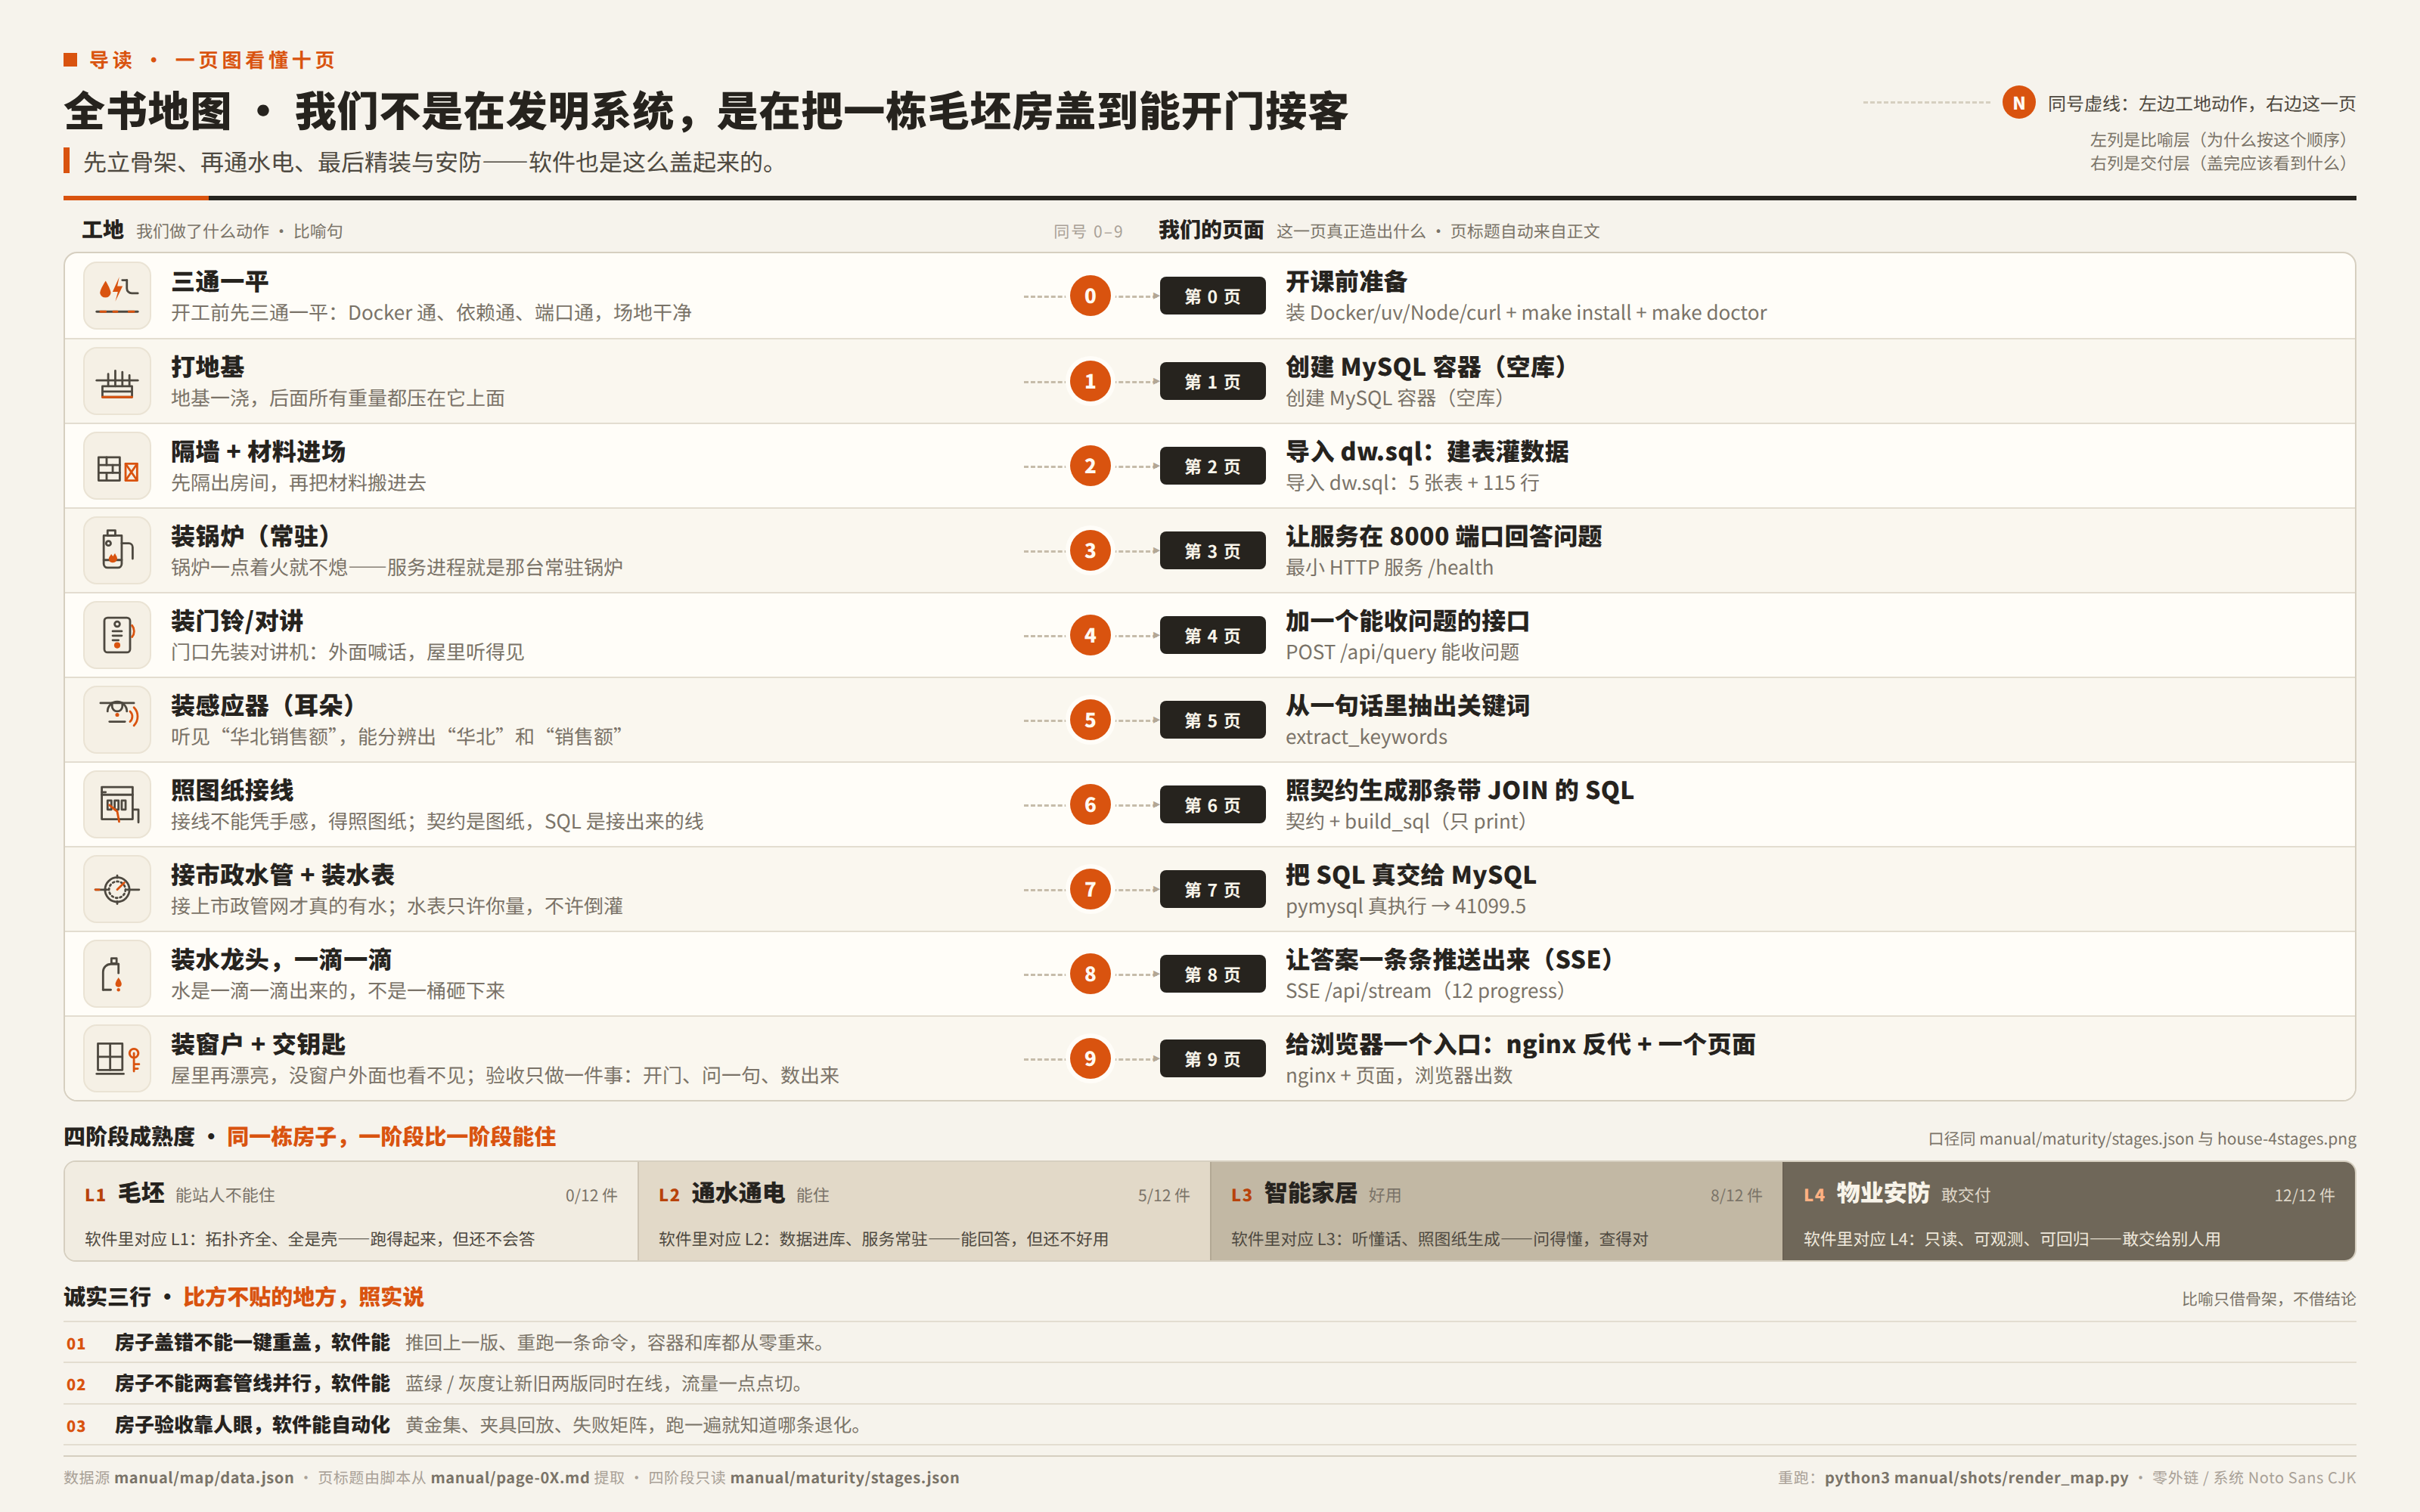 导读 · 一页图看懂十页
全书地图 · 我们不是在发明系统，是在把一栋毛坯房盖到能开门接客
先立骨架、再通水电、最后精装与安防——软件也是这么盖起来的。
N 同号虚线：左边工地动作，右边这一页
左列是比喻层（为什么按这个顺序）
右列是交付层（盖完应该看到什么）
工地 我们做了什么动作 · 比喻句
同号 0–9
我们的页面 这一页真正造出什么 · 页标题自动来自正文
三通一平
开工前先三通一平：Docker 通、依赖通、端口通，场地干净
0
第 0 页
开课前准备
装 Docker/uv/Node/curl + make install + make doctor
打地基
地基一浇，后面所有重量都压在它上面
1
第 1 页
创建 MySQL 容器（空库）
创建 MySQL 容器（空库）
隔墙 + 材料进场
先隔出房间，再把材料搬进去
2
第 2 页
导入 dw.sql：建表灌数据
导入 dw.sql：5 张表 + 115 行
装锅炉（常驻）
锅炉一点着火就不熄——服务进程就是那台常驻锅炉
3
第 3 页
让服务在 8000 端口回答问题
最小 HTTP 服务 /health
装门铃/对讲
门口先装对讲机：外面喊话，屋里听得见
4
第 4 页
加一个能收问题的接口
POST /api/query 能收问题
装感应器（耳朵）
听见“华北销售额”，能分辨出“华北”和“销售额”
5
第 5 页
从一句话里抽出关键词
extract_keywords
照图纸接线
接线不能凭手感，得照图纸；契约是图纸，SQL 是接出来的线
6
第 6 页
照契约生成那条带 JOIN 的 SQL
契约 + build_sql（只 print）
接市政水管 + 装水表
接上市政管网才真的有水；水表只许你量，不许倒灌
7
第 7 页
把 SQL 真交给 MySQL
pymysql 真执行 → 41099.5
装水龙头，一滴一滴
水是一滴一滴出来的，不是一桶砸下来
8
第 8 页
让答案一条条推送出来（SSE）
SSE /api/stream（12 progress）
装窗户 + 交钥匙
屋里再漂亮，没窗户外面也看不见；验收只做一件事：开门、问一句、数出来
9
第 9 页
给浏览器一个入口：nginx 反代 + 一个页面
nginx + 页面，浏览器出数
四阶段成熟度 · 同一栋房子，一阶段比一阶段能住
口径同 manual/maturity/stages.json 与 house-4stages.png
L1 毛坯 能站人不能住 0/12 件
软件里对应 L1：拓扑齐全、全是壳——跑得起来，但还不会答
L2 通水通电 能住 5/12 件
软件里对应 L2：数据进库、服务常驻——能回答，但还不好用
L3 智能家居 好用 8/12 件
软件里对应 L3：听懂话、照图纸生成——问得懂，查得对
L4 物业安防 敢交付 12/12 件
软件里对应 L4：只读、可观测、可回归——敢交给别人用
诚实三行 · 比方不贴的地方，照实说
比喻只借骨架，不借结论
01 房子盖错不能一键重盖，软件能 推回上一版、重跑一条命令，容器和库都从零重来。
02 房子不能两套管线并行，软件能 蓝绿 / 灰度让新旧两版同时在线，流量一点点切。
03 房子验收靠人眼，软件能自动化 黄金集、夹具回放、失败矩阵，跑一遍就知道哪条退化。
数据源 manual/map/data.json · 页标题由脚本从 manual/page-0X.md 提取 · 四阶段只读 manual/maturity/stages.json
重跑：python3 manual/shots/render_map.py · 零外链 / 系统 Noto Sans CJK